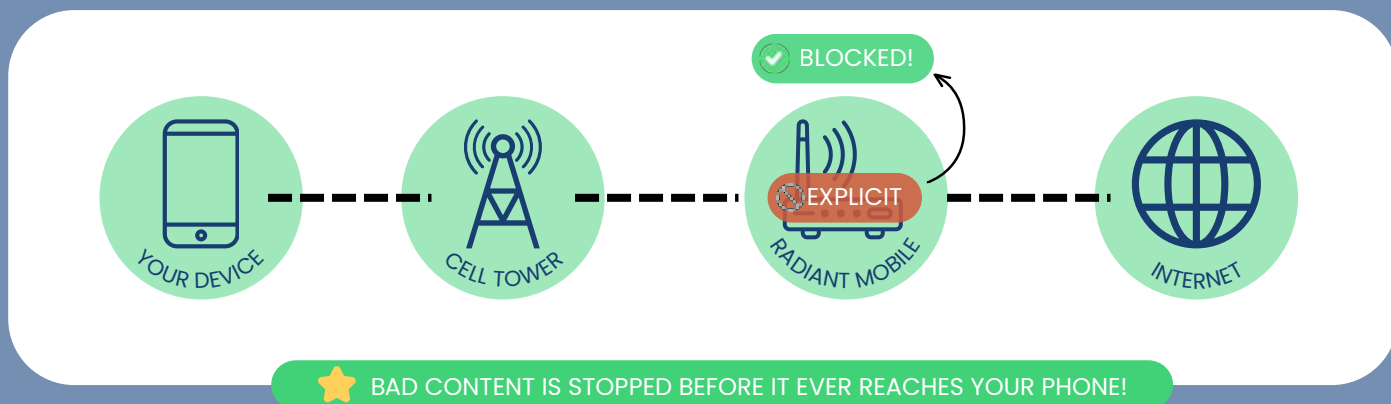 BLOCKED!
EXPLICIT
YOUR DEVICE
CELL TOWER
RADIANT MOBILE
INTERNET
BAD CONTENT IS STOPPED BEFORE IT EVER REACHES YOUR PHONE!